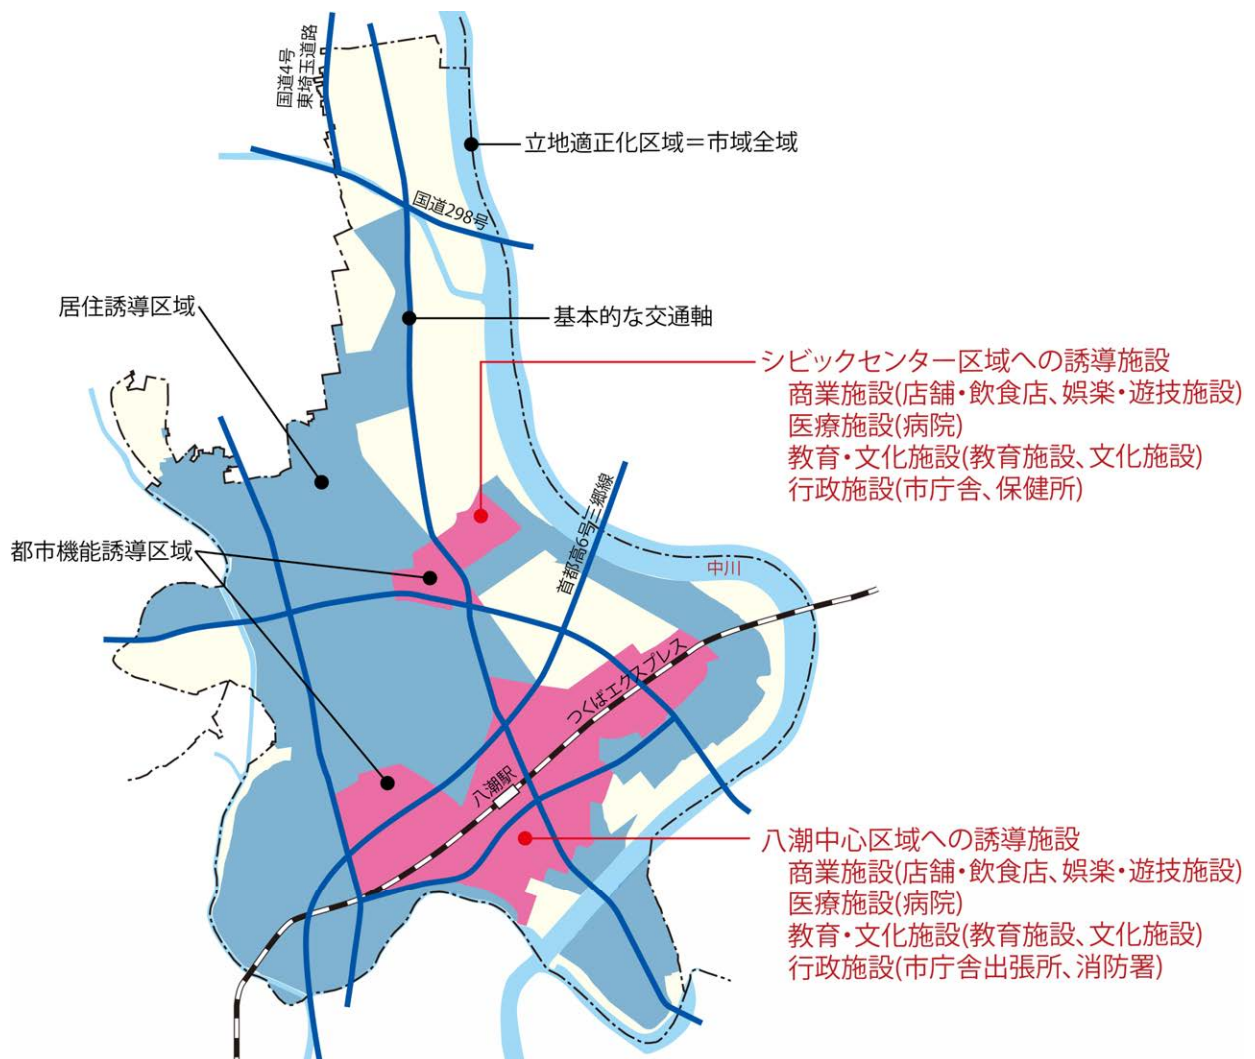 国道4号
東埼玉道路
立地適正化区域＝市域全域
国道298号
居住誘導区域
基本的な交通軸
シビックセンター区域への誘導施設
商業施設(店舗・飲食店、娯楽・遊技施設)
医療施設(病院)
教育・文化施設(教育施設、文化施設)
行政施設(市庁舎、保健所)
首都高6号三郷線
都市機能誘導区域
中川
つくばエクスプレス
八潮駅
八潮中心区域への誘導施設
商業施設(店舗・飲食店、娯楽・遊技施設)
医療施設(病院)
教育・文化施設(教育施設、文化施設)
行政施設(市庁舎出張所、消防署)